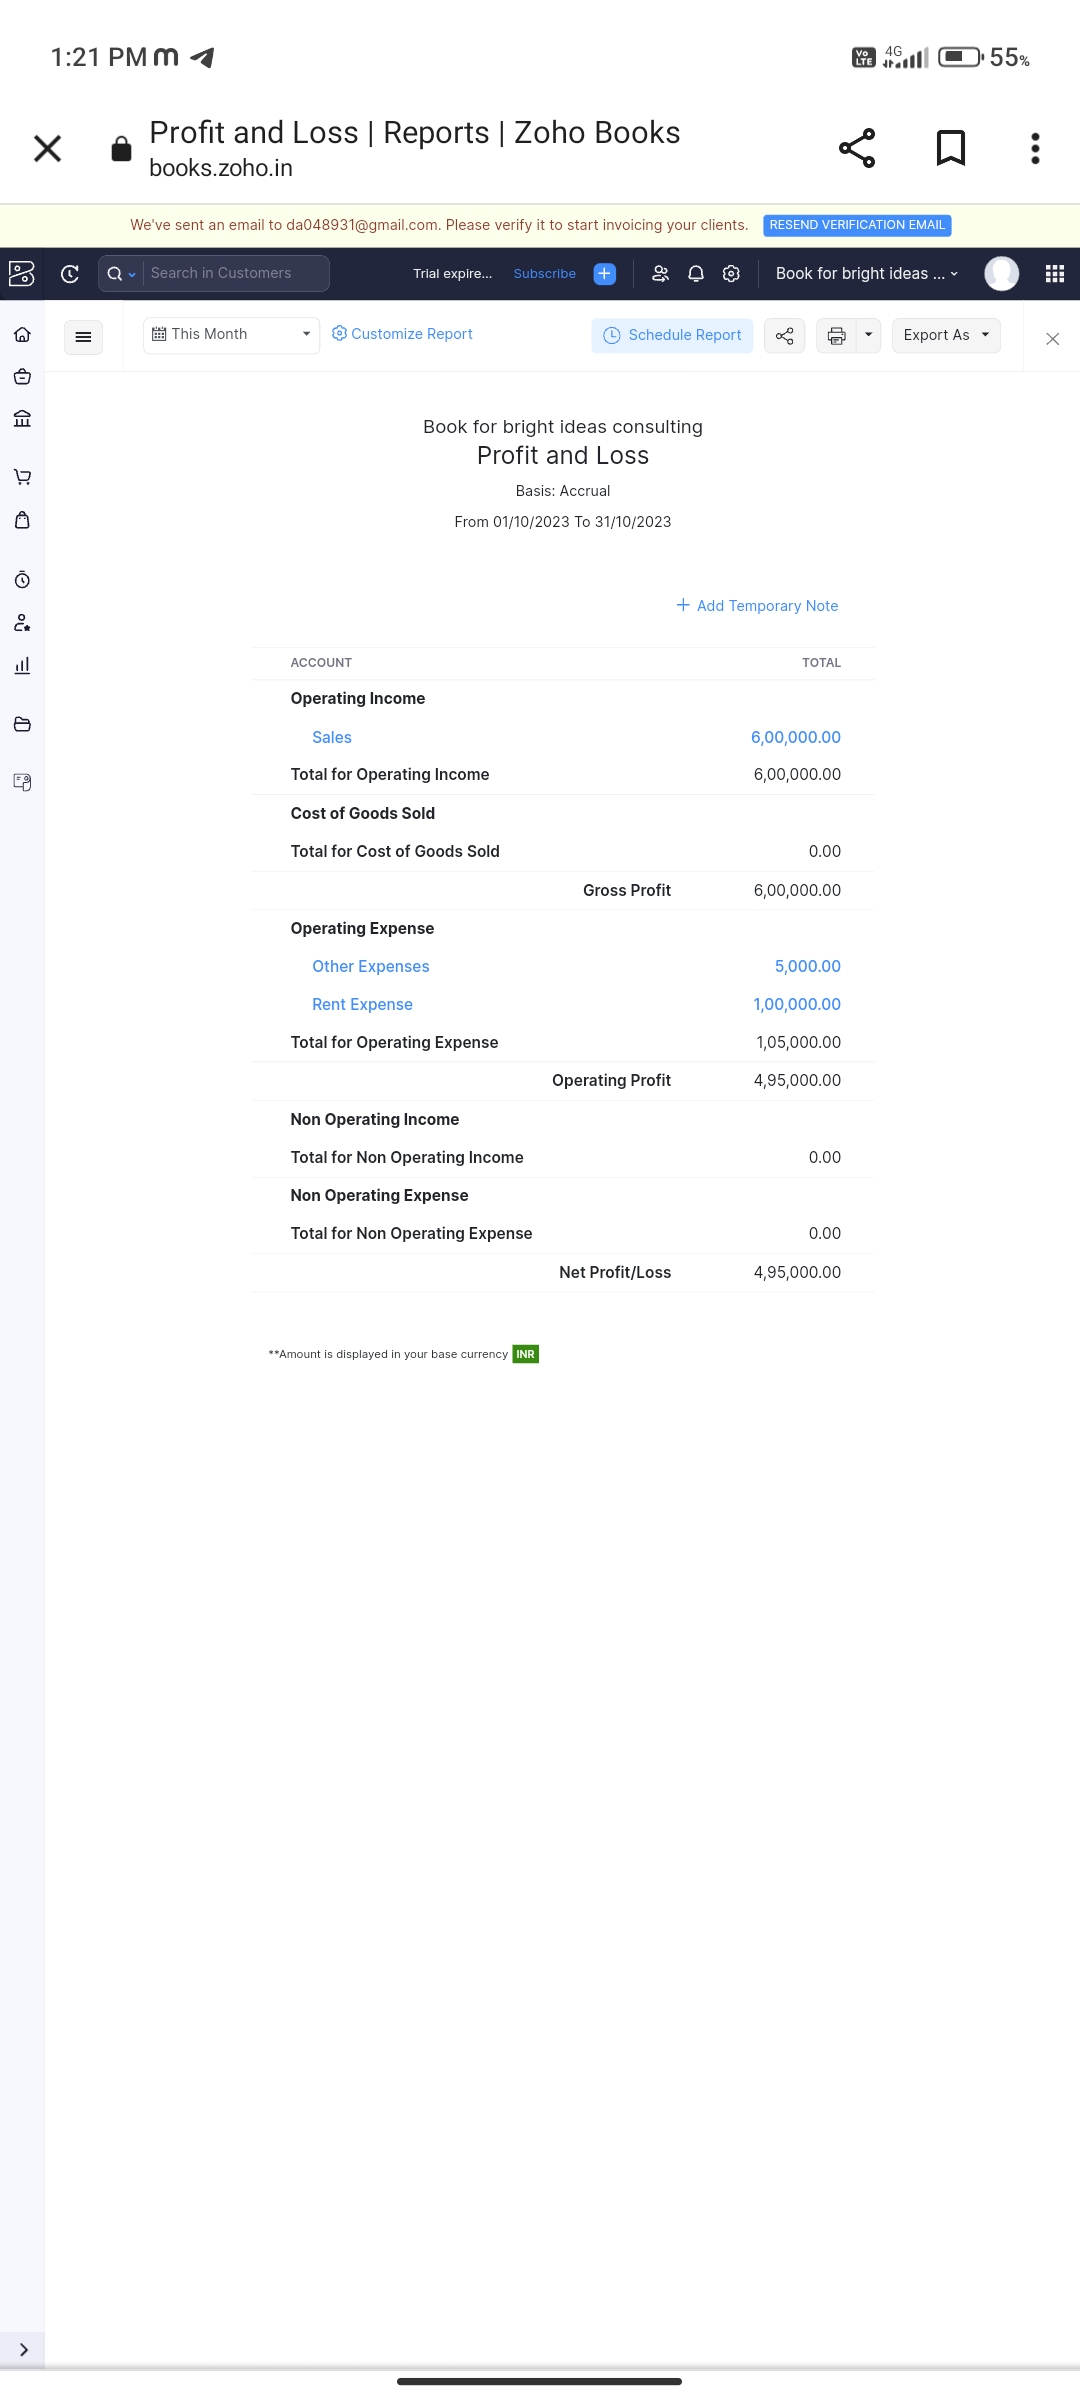 1:21 PM m
Vo LTE 4G 55%
Profit and Loss | Reports | Zoho Books
books.zoho.in
We've sent an email to da048931@gmail.com. Please verify it to start invoicing your clients. RESEND VERIFICATION EMAIL
Search in Customers Trial expire... Subscribe Book for bright ideas ...
This Month Customize Report Schedule Report Export As
Book for bright ideas consulting
Profit and Loss
Basis: Accrual
From 01/10/2023 To 31/10/2023
+ Add Temporary Note
ACCOUNT TOTAL
Operating Income
Sales 6,00,000.00
Total for Operating Income 6,00,000.00
Cost of Goods Sold
Total for Cost of Goods Sold 0.00
Gross Profit 6,00,000.00
Operating Expense
Other Expenses 5,000.00
Rent Expense 1,00,000.00
Total for Operating Expense 1,05,000.00
Operating Profit 4,95,000.00
Non Operating Income
Total for Non Operating Income 0.00
Non Operating Expense
Total for Non Operating Expense 0.00
Net Profit/Loss 4,95,000.00
**Amount is displayed in your base currency INR